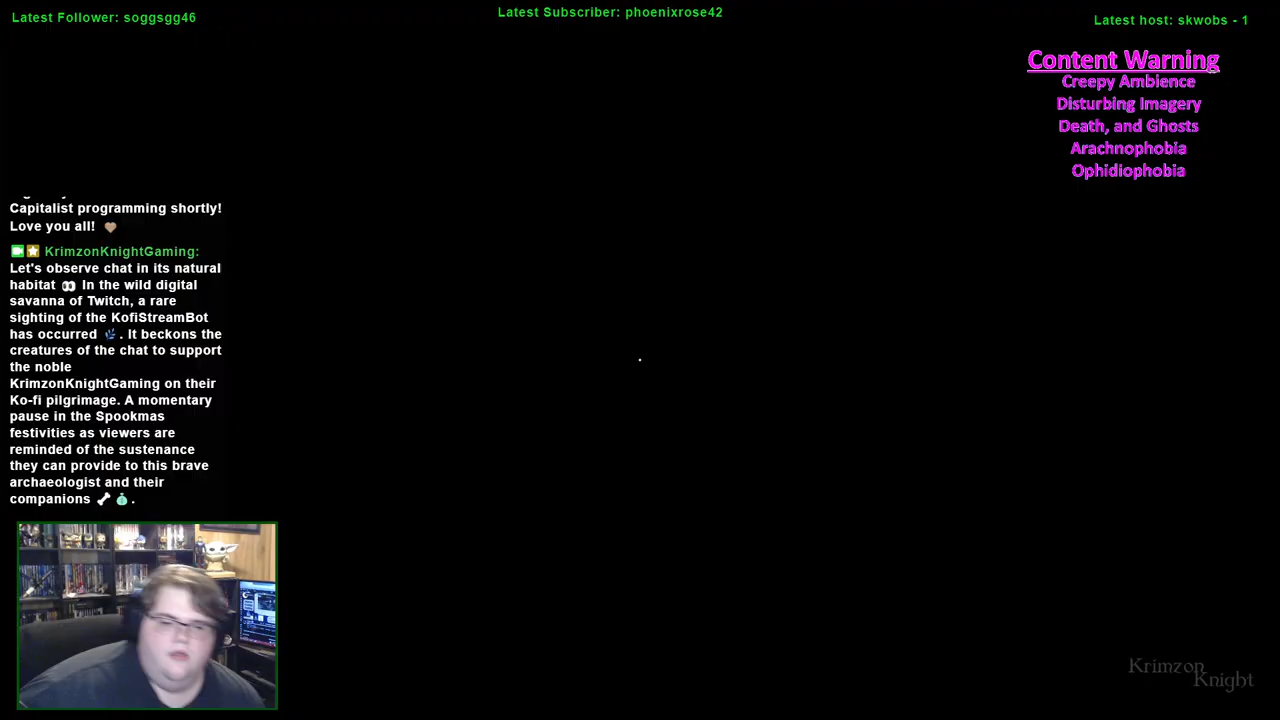 Latest Follower: soggsgg46
Latest Subscriber: phoenixrose42
Latest host: skwobs - 1
Content Warning
Creepy Ambience
Disturbing Imagery
Death, and Ghosts
Arachnophobia
Ophidiophobia
Capitalist programming shortly!
Love you all! 🤎
KrimzonKnightGaming:
Let's observe chat in its natural
habitat 👀 In the wild digital
savanna of Twitch, a rare
sighting of the KofiStreamBot
has occurred 🌿. It beckons the
creatures of the chat to support
the noble
KrimzonKnightGaming on their
Ko-fi pilgrimage. A momentary
pause in the Spookmas
festivities as viewers are
reminded of the sustenance
they can provide to this brave
archaeologist and their
companions 🦴 💰.
Krimzon
Knight